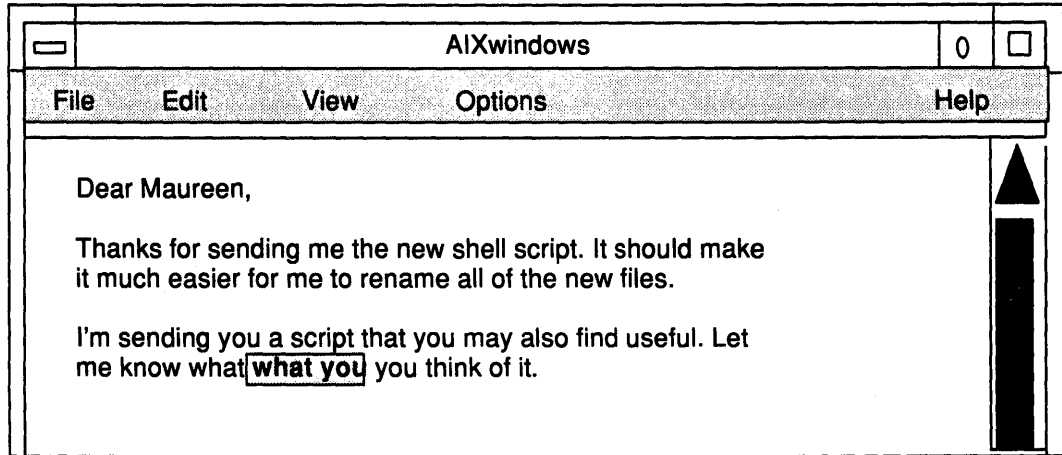 AIXwindows
File Edit View Options Help
Dear Maureen,
Thanks for sending me the new shell script. It should make
it much easier for me to rename all of the new files.
I'm sending you a script that you may also find useful. Let
me know what what you you think of it.